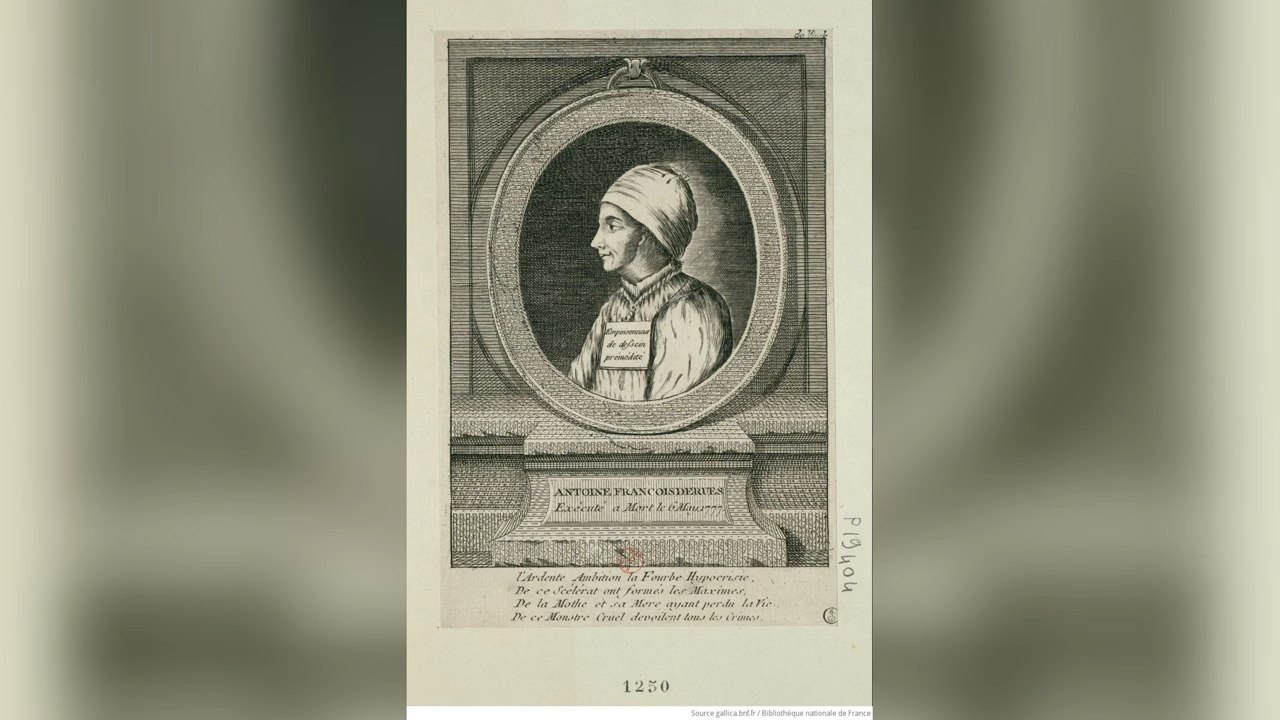 Empoisonneur
de dessein
prémédité
ANTOINE FRANCOIS DERUES
Exécuté a Mort le 6 May 1777
l'Ardente Ambition la Fourbe Hypocrisie,
De ce Scélérat ont formés les Maximes,
De la Mothe et sa Mere ayant perdu la Vie
De ce Monstre Cruel devoilent tous les Crimes.
P19404
1250
Source gallica.bnf.fr / Bibliothèque nationale de France